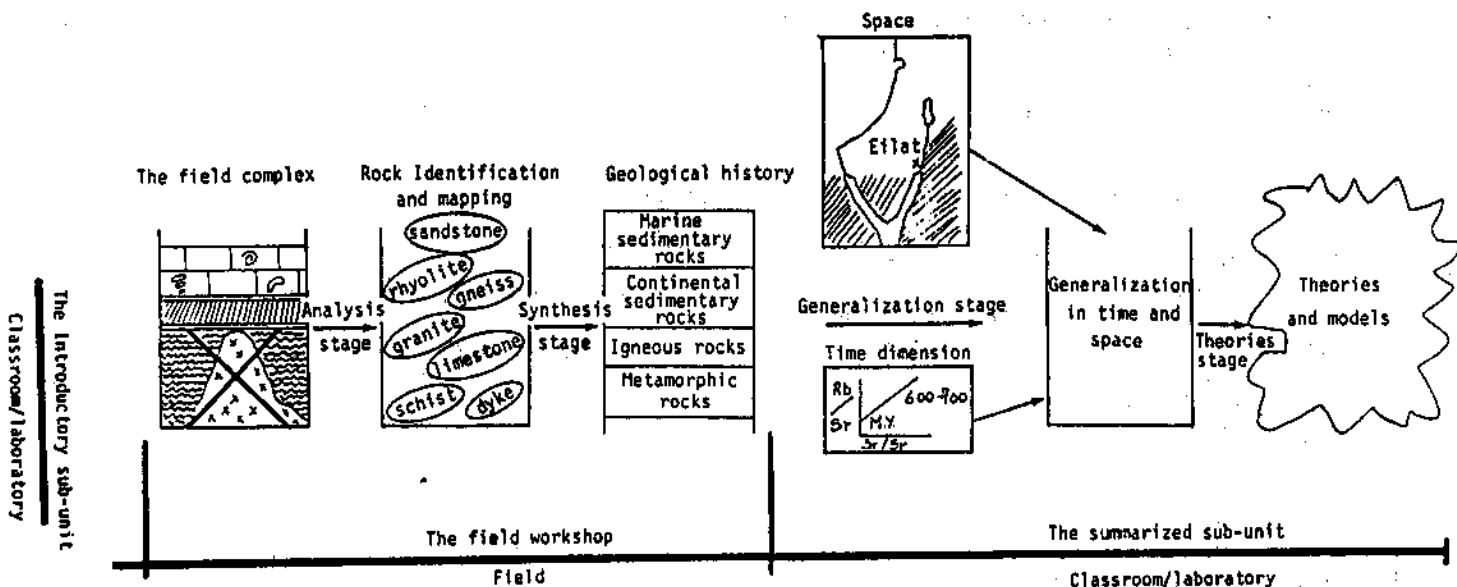 The Introductory sub-unit
Classroom/laboratory
The field complex
Analysis
stage
Rock Identification
and mapping
sandstone
rhyolite
gneiss
granite
limestone
schist
dyke
Synthesis
stage
Geological history
Marine
sedimentary
rocks
Continental
sedimentary
rocks
Igneous rocks
Metamorphic
rocks
Space
Eilat
Generalization stage
Time dimension
Rb
Sr
600-900
M.Y.
Sr/Sr
Generalization
in time and
space
Theories
stage
Theories
and models
The field workshop
Field
The summarized sub-unit
Classroom/laboratory